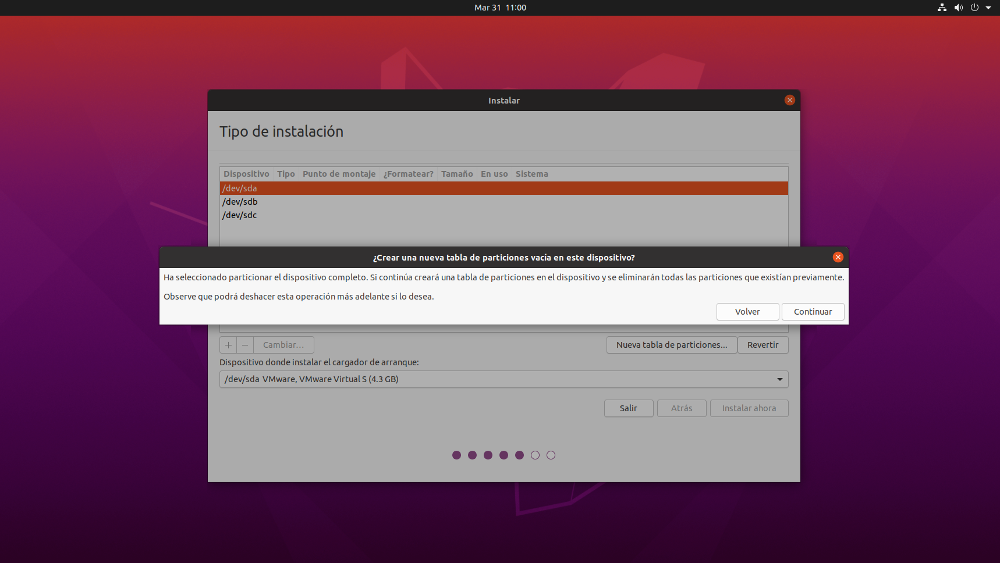 Mar 31 11:00
Instalar
Tipo de instalación
Dispositivo Tipo Punto de montaje ¿Formatear? Tamaño En uso Sistema
/dev/sda
/dev/sdb
/dev/sdc
¿Crear una nueva tabla de particiones vacía en este dispositivo?
Ha seleccionado particionar el dispositivo completo. Si continúa creará una tabla de particiones en el dispositivo y se eliminarán todas las particiones que existían previamente.
Observe que podrá deshacer esta operación más adelante si lo desea.
Volver Continuar
+ − Cambiar… Nueva tabla de particiones… Revertir
Dispositivo donde instalar el cargador de arranque:
/dev/sda VMware, VMware Virtual S (4.3 GB)
Salir Atrás Instalar ahora